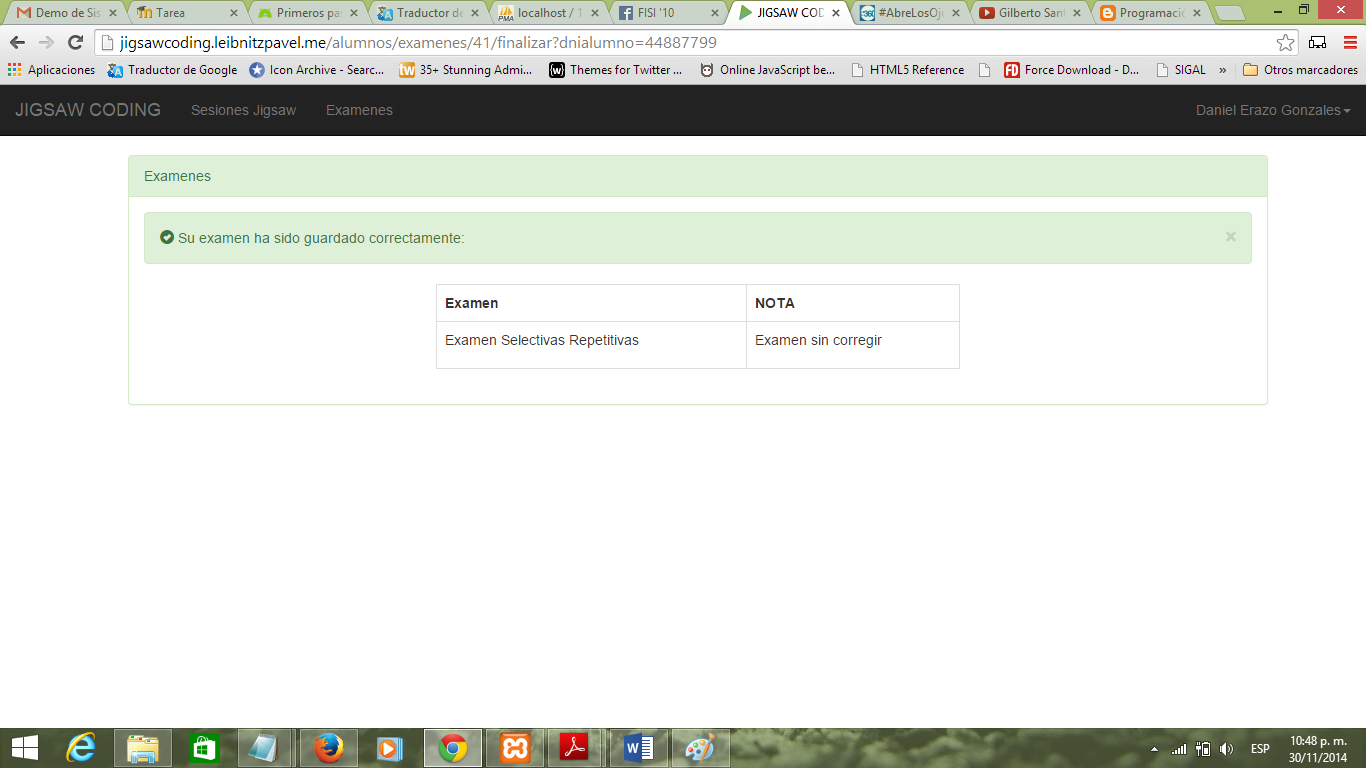 Demo de Sis
Tarea
Primeros pas
Traductor de
localhost / 1
FISI '10
JIGSAW COD
#AbreLosOje
Gilberto Sant
Programació
jigsawcoding.leibnitzpavel.me/alumnos/examenes/41/finalizar?dnialumno=44887799
Aplicaciones
Traductor de Google
Icon Archive - Searc...
35+ Stunning Admi...
Themes for Twitter ...
Online JavaScript be...
HTML5 Reference
Force Download - D...
SIGAL
»
Otros marcadores
JIGSAW CODING
Sesiones Jigsaw
Examenes
Daniel Erazo Gonzales
Examenes
Su examen ha sido guardado correctamente:
×
Examen
NOTA
Examen Selectivas Repetitivas
Examen sin corregir
ESP
10:48 p. m.
30/11/2014